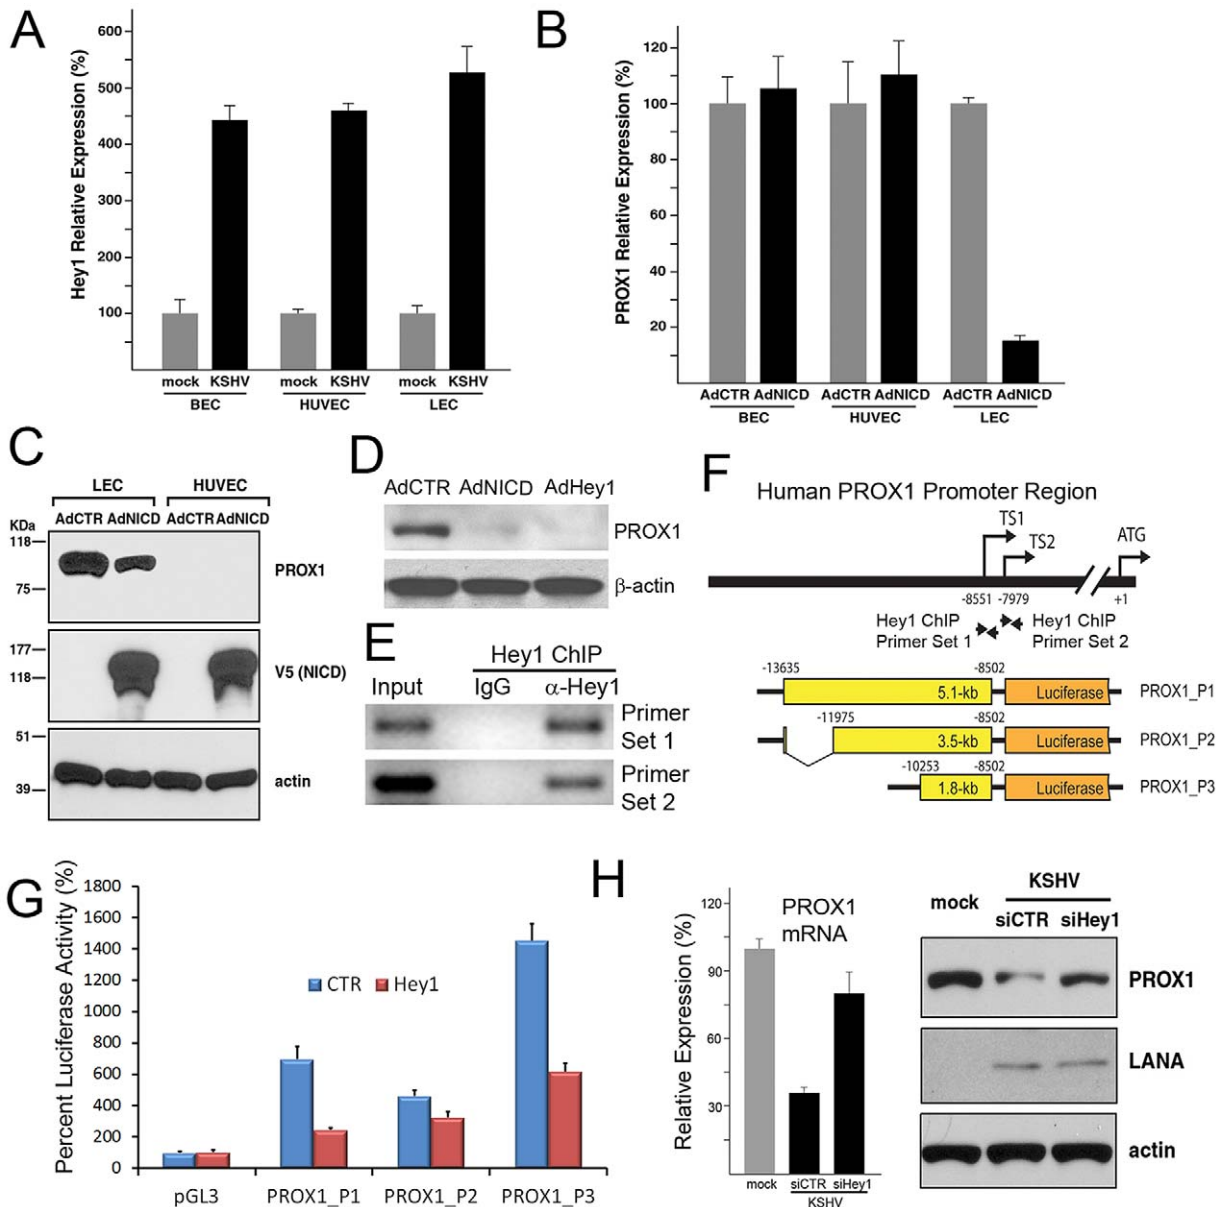 A
Hey1 Relative Expression (%)
600
500
400
300
200
100
mock KSHV mock KSHV mock KSHV
BEC HUVEC LEC
B
PROX1 Relative Expression (%)
120
100
80
60
40
20
AdCTR AdNICD AdCTR AdNICD AdCTR AdNICD
BEC HUVEC LEC
C
LEC HUVEC
KDa AdCTR AdNICD AdCTR AdNICD
118
75
PROX1
177
118
V5 (NICD)
51
39
actin
D
AdCTR AdNICD AdHey1
PROX1
β-actin
E
Hey1 ChIP
Input IgG α-Hey1
Primer Set 1
Primer Set 2
F
Human PROX1 Promoter Region
TS1
TS2
ATG
-8551 -7979 +1
Hey1 ChIP Primer Set 1
Hey1 ChIP Primer Set 2
-13635 -8502
5.1-kb Luciferase PROX1_P1
-11975 -8502
3.5-kb Luciferase PROX1_P2
-10253 -8502
1.8-kb Luciferase PROX1_P3
G
Percent Luciferase Activity (%)
1800
1600
1400
1200
1000
800
600
400
200
0
CTR Hey1
pGL3 PROX1_P1 PROX1_P2 PROX1_P3
H
Relative Expression (%)
120
90
60
30
PROX1
mRNA
mock siCTR siHey1
KSHV
KSHV
mock siCTR siHey1
PROX1
LANA
actin